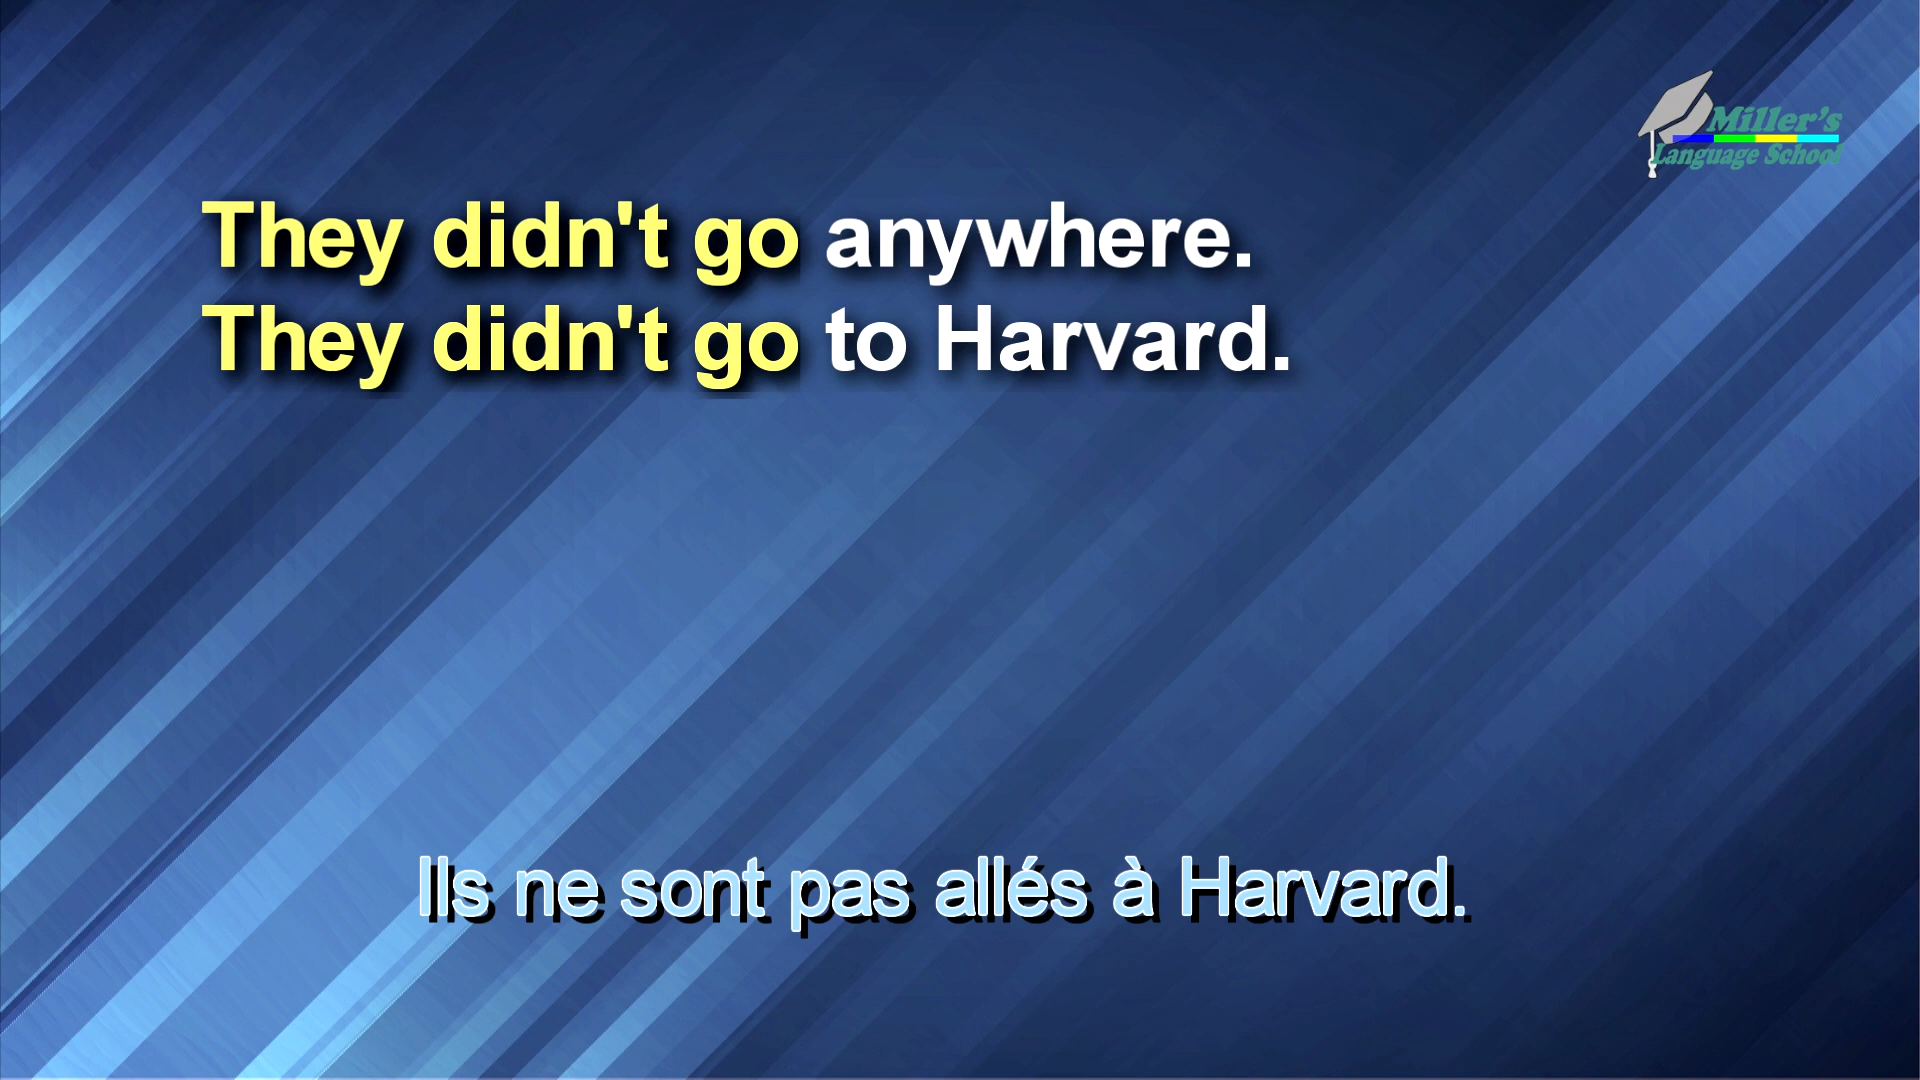 Miller's
Language School
They didn't go anywhere.
They didn't go to Harvard.
Ils ne sont pas allés à Harvard.